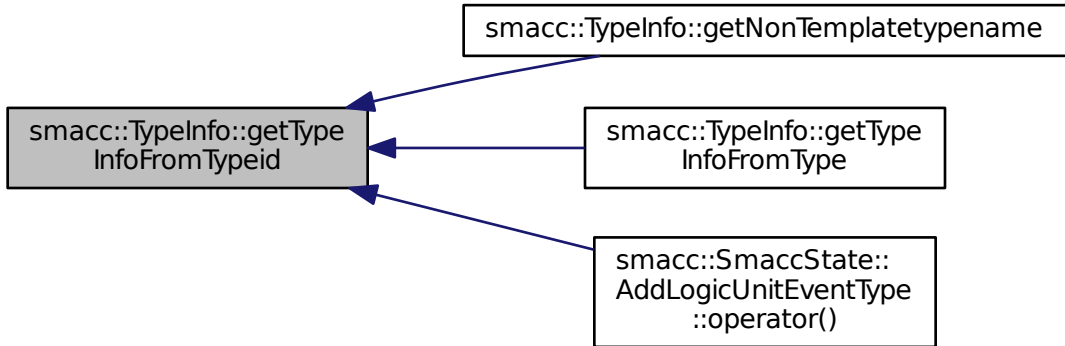 smacc::TypeInfo::getNonTemplatetypename
smacc::TypeInfo::getType
InfoFromTypeid
smacc::TypeInfo::getType
InfoFromType
smacc::SmaccState::
AddLogicUnitEventType
::operator()